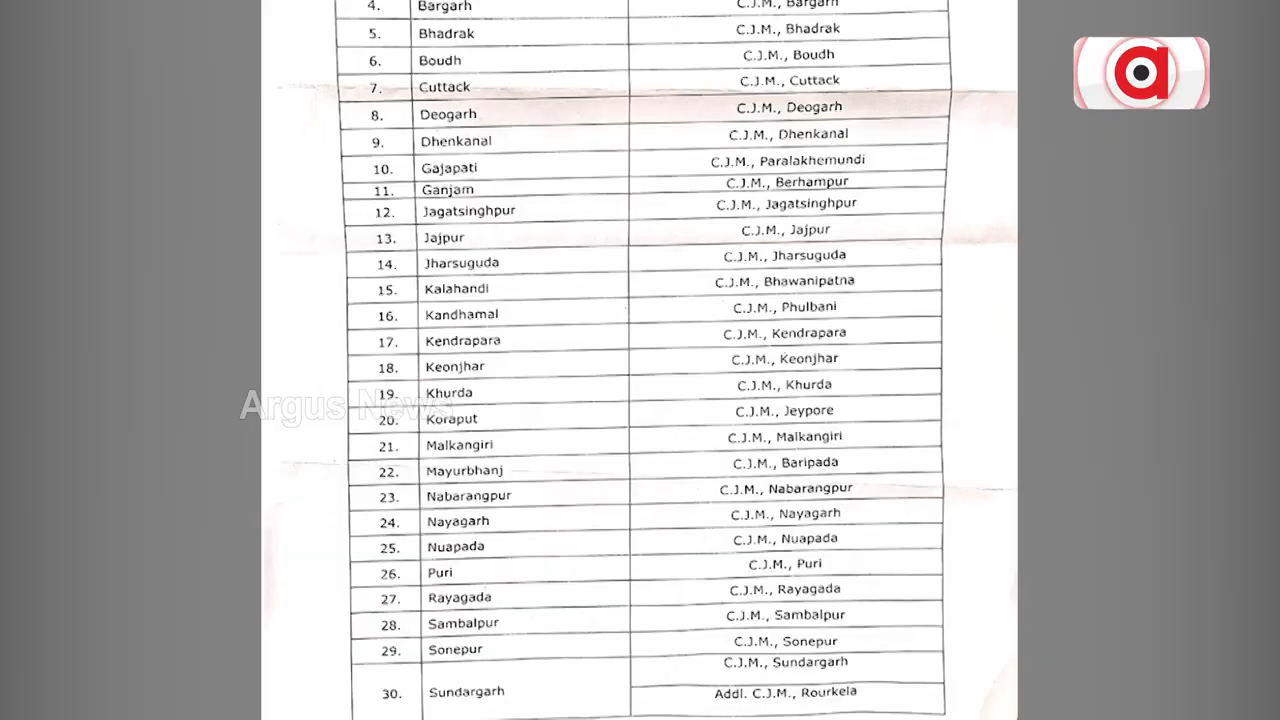 4. Bargarh C.J.M., Bargarh
5. Bhadrak C.J.M., Bhadrak
6. Boudh C.J.M., Boudh
7. Cuttack C.J.M., Cuttack
8. Deogarh C.J.M., Deogarh
9. Dhenkanal C.J.M., Dhenkanal
10. Gajapati C.J.M., Paralakhemundi
11. Ganjam C.J.M., Berhampur
12. Jagatsinghpur C.J.M., Jagatsinghpur
13. Jajpur C.J.M., Jajpur
14. Jharsuguda C.J.M., Jharsuguda
15. Kalahandi C.J.M., Bhawanipatna
16. Kandhamal C.J.M., Phulbani
17. Kendrapara C.J.M., Kendrapara
18. Keonjhar C.J.M., Keonjhar
19. Khurda C.J.M., Khurda
20. Koraput C.J.M., Jeypore
21. Malkangiri C.J.M., Malkangiri
22. Mayurbhanj C.J.M., Baripada
23. Nabarangpur C.J.M., Nabarangpur
24. Nayagarh C.J.M., Nayagarh
25. Nuapada C.J.M., Nuapada
26. Puri C.J.M., Puri
27. Rayagada C.J.M., Rayagada
28. Sambalpur C.J.M., Sambalpur
29. Sonepur C.J.M., Sonepur
C.J.M., Sundargarh
30. Sundargarh Addl. C.J.M., Rourkela
Argus News
a